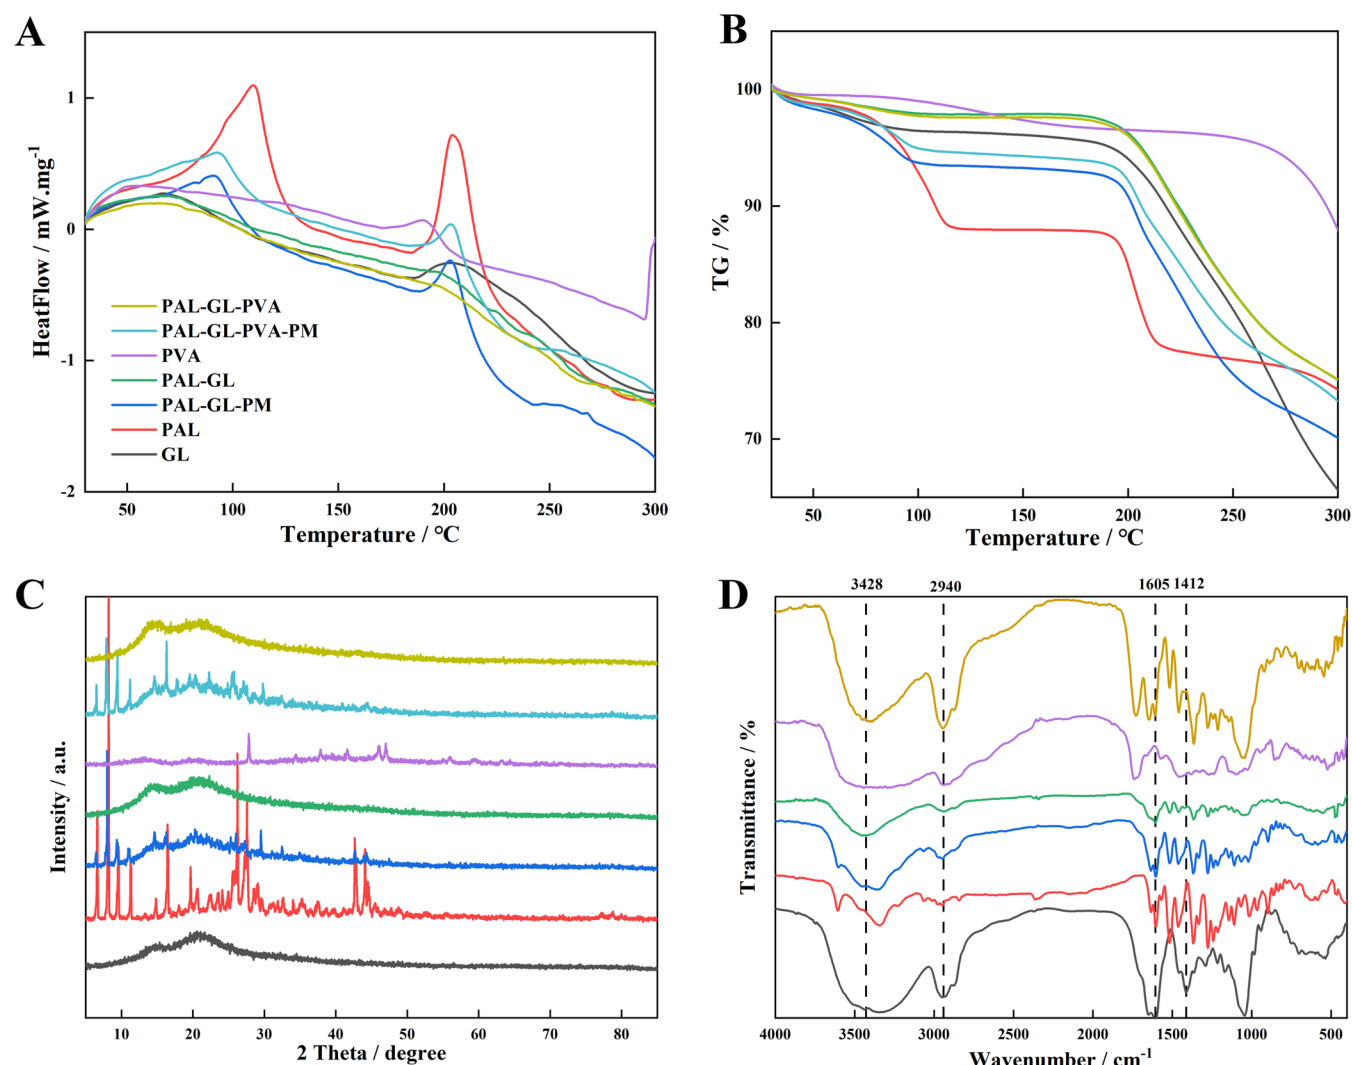 A
HeatFlow / mW.mg-1
1
0
-1
-2
PAL-GL-PVA
PAL-GL-PVA-PM
PVA
PAL-GL
PAL-GL-PM
PAL
GL
50 100 150 200 250 300
Temperature / °C
B
TG / %
100
90
80
70
50 100 150 200 250 300
Temperature / °C
C
Intensity / a.u.
10 20 30 40 50 60 70 80
2 Theta / degree
D
3428 2940 1605 1412
Transmittance / %
4000 3500 3000 2500 2000 1500 1000 500
Wavenumber / cm-1